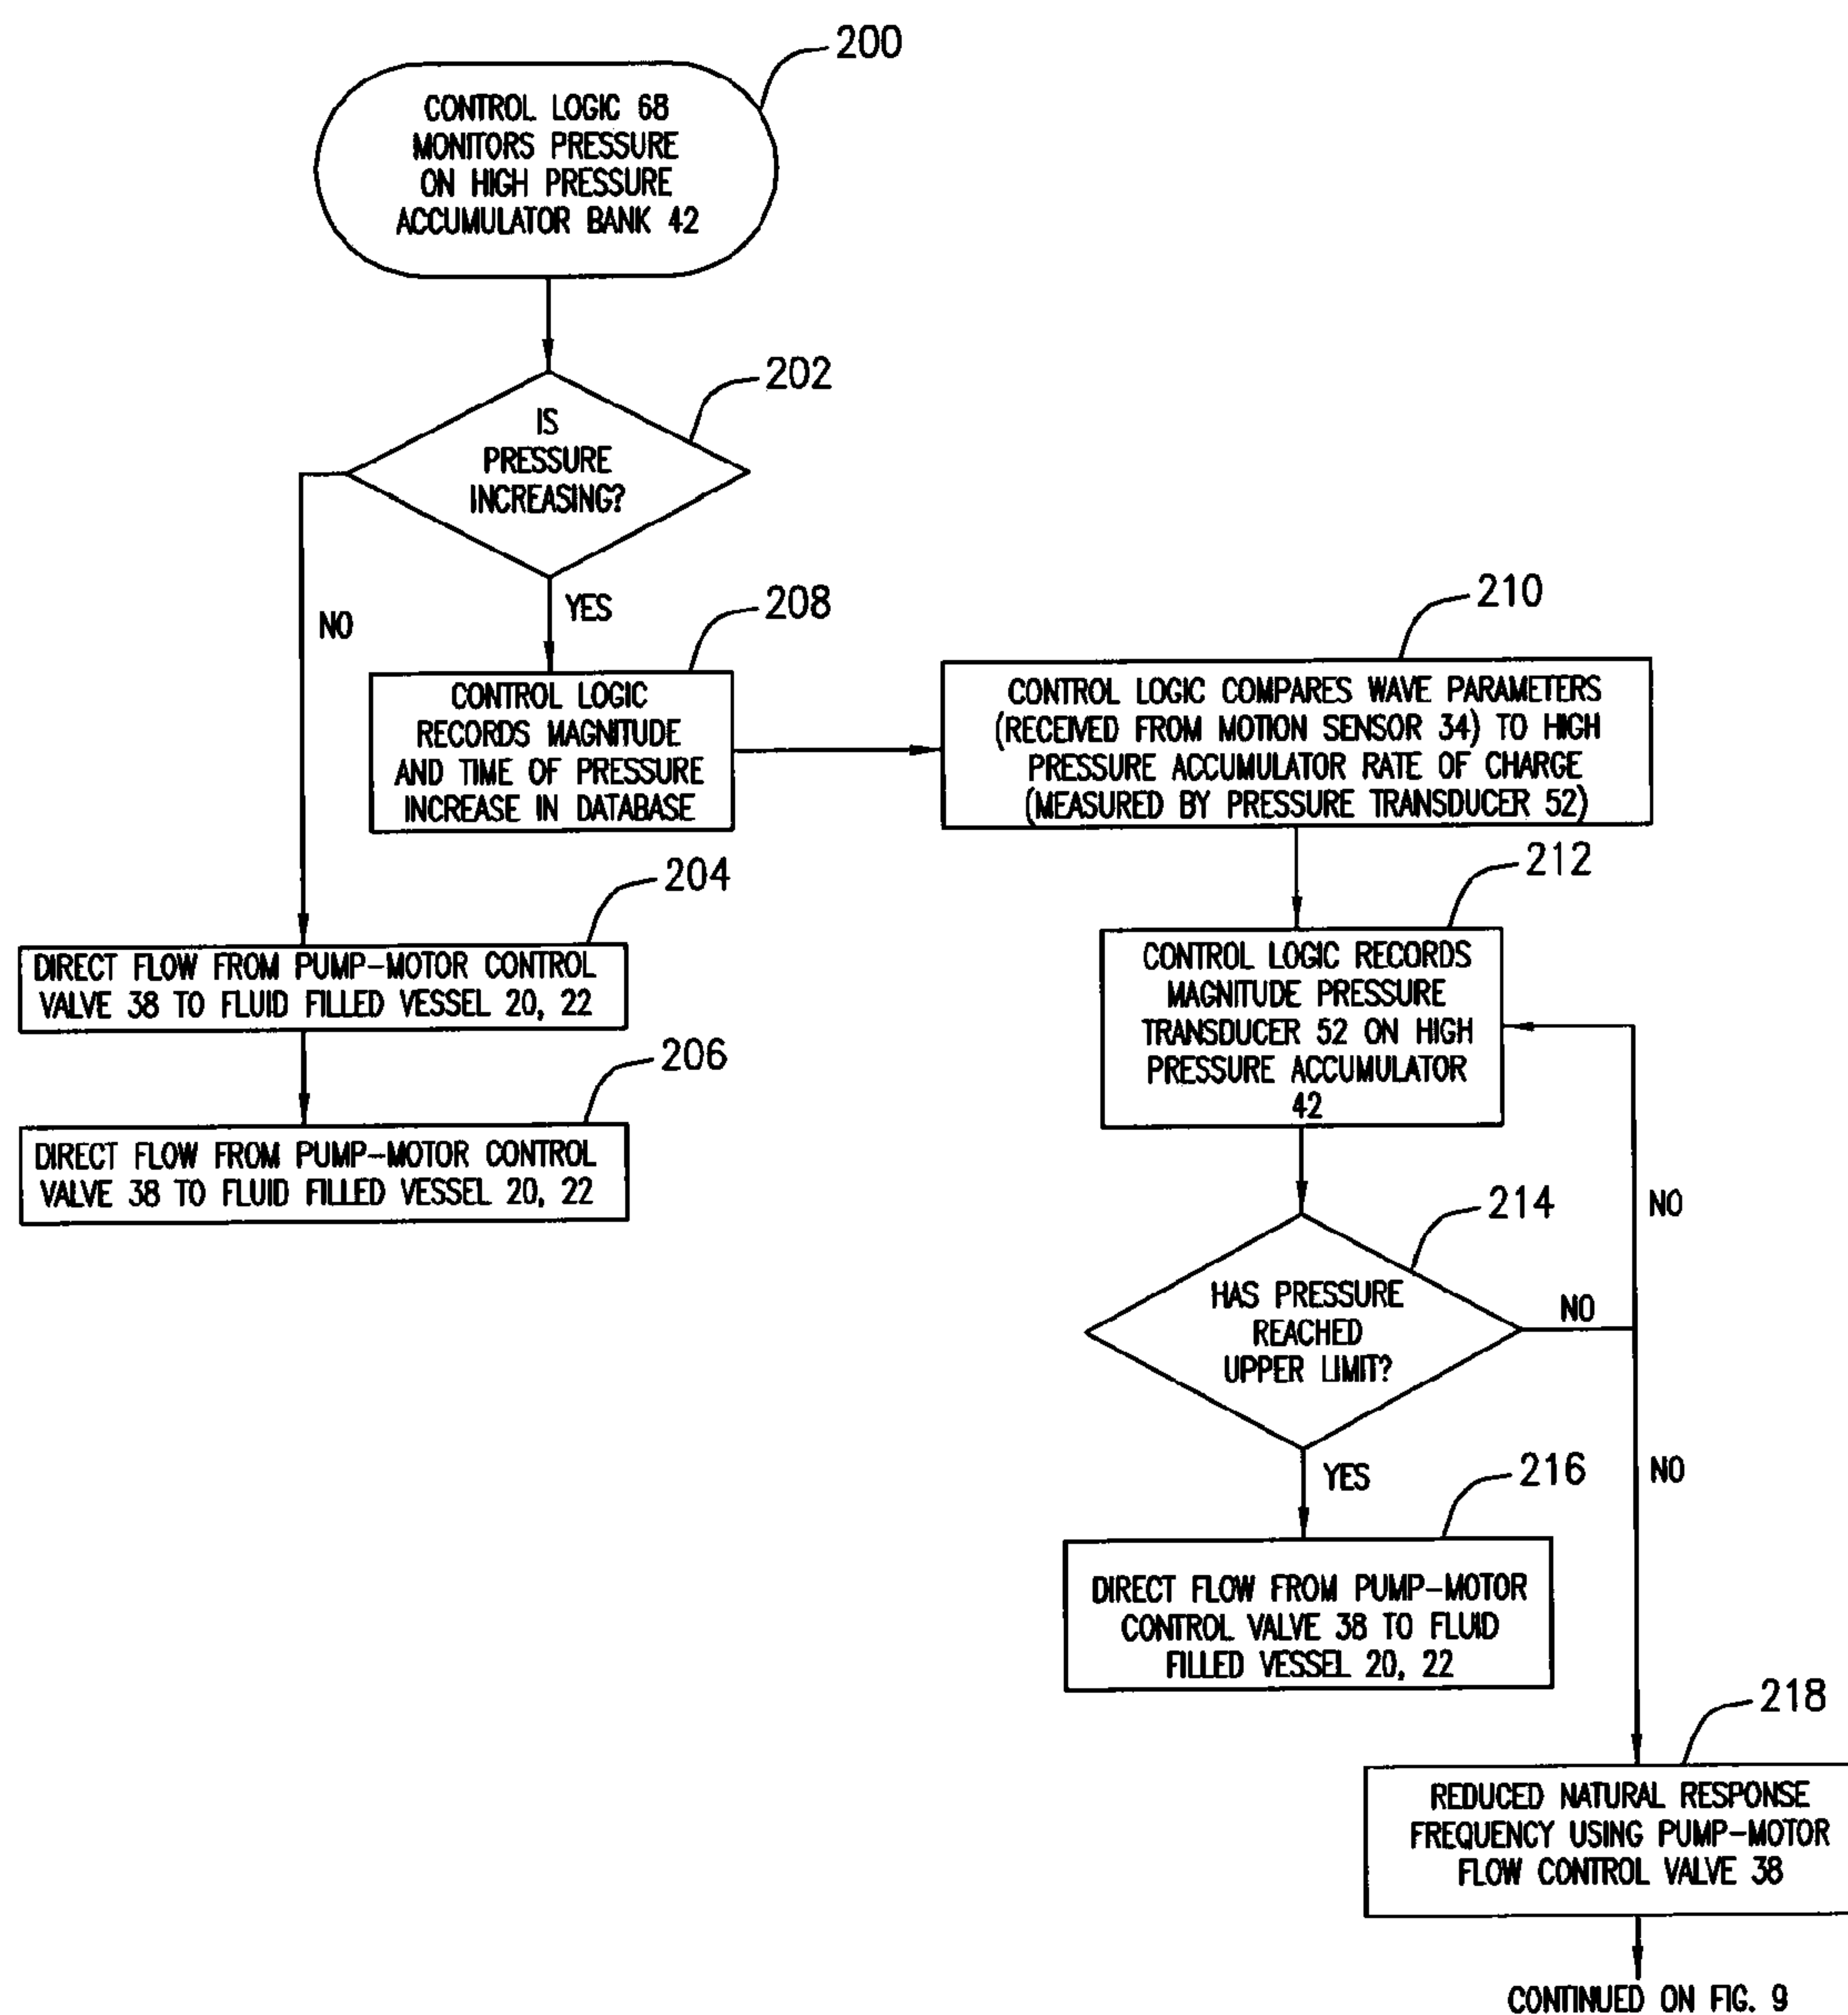 200
CONTROL LOGIC 68
MONITORS PRESSURE
ON HIGH PRESSURE
ACCUMULATOR BANK 42
202
IS
PRESSURE
INCREASING?
NO
YES
208
CONTROL LOGIC
RECORDS MAGNITUDE
AND TIME OF PRESSURE
INCREASE IN DATABASE
210
CONTROL LOGIC COMPARES WAVE PARAMETERS
(RECEIVED FROM MOTION SENSOR 34) TO HIGH
PRESSURE ACCUMULATOR RATE OF CHARGE
(MEASURED BY PRESSURE TRANSDUCER 52)
204
DIRECT FLOW FROM PUMP-MOTOR CONTROL
VALVE 38 TO FLUID FILLED VESSEL 20, 22
206
DIRECT FLOW FROM PUMP-MOTOR CONTROL
VALVE 38 TO FLUID FILLED VESSEL 20, 22
212
CONTROL LOGIC RECORDS
MAGNITUDE PRESSURE
TRANSDUCER 52 ON HIGH
PRESSURE ACCUMULATOR
42
214
HAS PRESSURE
REACHED
UPPER LIMIT?
NO
NO
NO
YES
216
DIRECT FLOW FROM PUMP-MOTOR
CONTROL VALVE 38 TO FLUID
FILLED VESSEL 20, 22
218
REDUCED NATURAL RESPONSE
FREQUENCY USING PUMP-MOTOR
FLOW CONTROL VALVE 38
CONTINUED ON FIG. 9